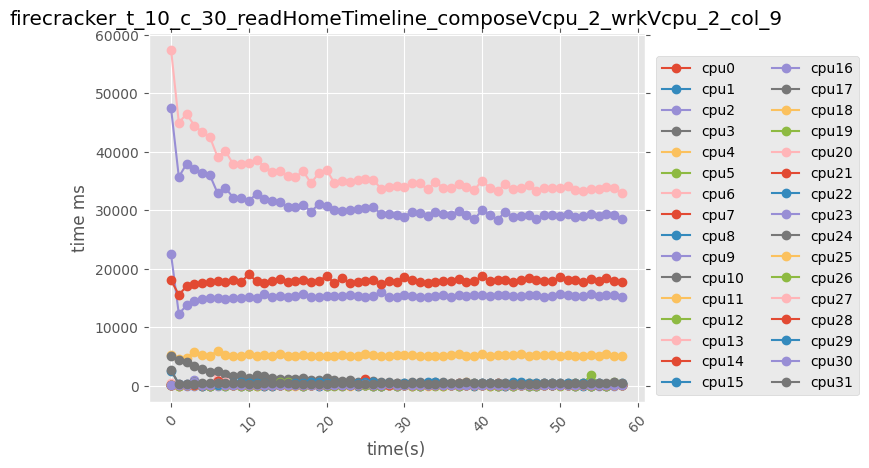 firecracker_t_10_c_30_readHomeTimeline_composeVcpu_2_wrkVcpu_2_col_9
60000
50000
40000
30000
20000
10000
0
time ms
0
10
20
30
40
50
60
time(s)
cpu0
cpu1
cpu2
cpu3
cpu4
cpu5
cpu6
cpu7
cpu8
cpu9
cpu10
cpu11
cpu12
cpu13
cpu14
cpu15
cpu16
cpu17
cpu18
cpu19
cpu20
cpu21
cpu22
cpu23
cpu24
cpu25
cpu26
cpu27
cpu28
cpu29
cpu30
cpu31